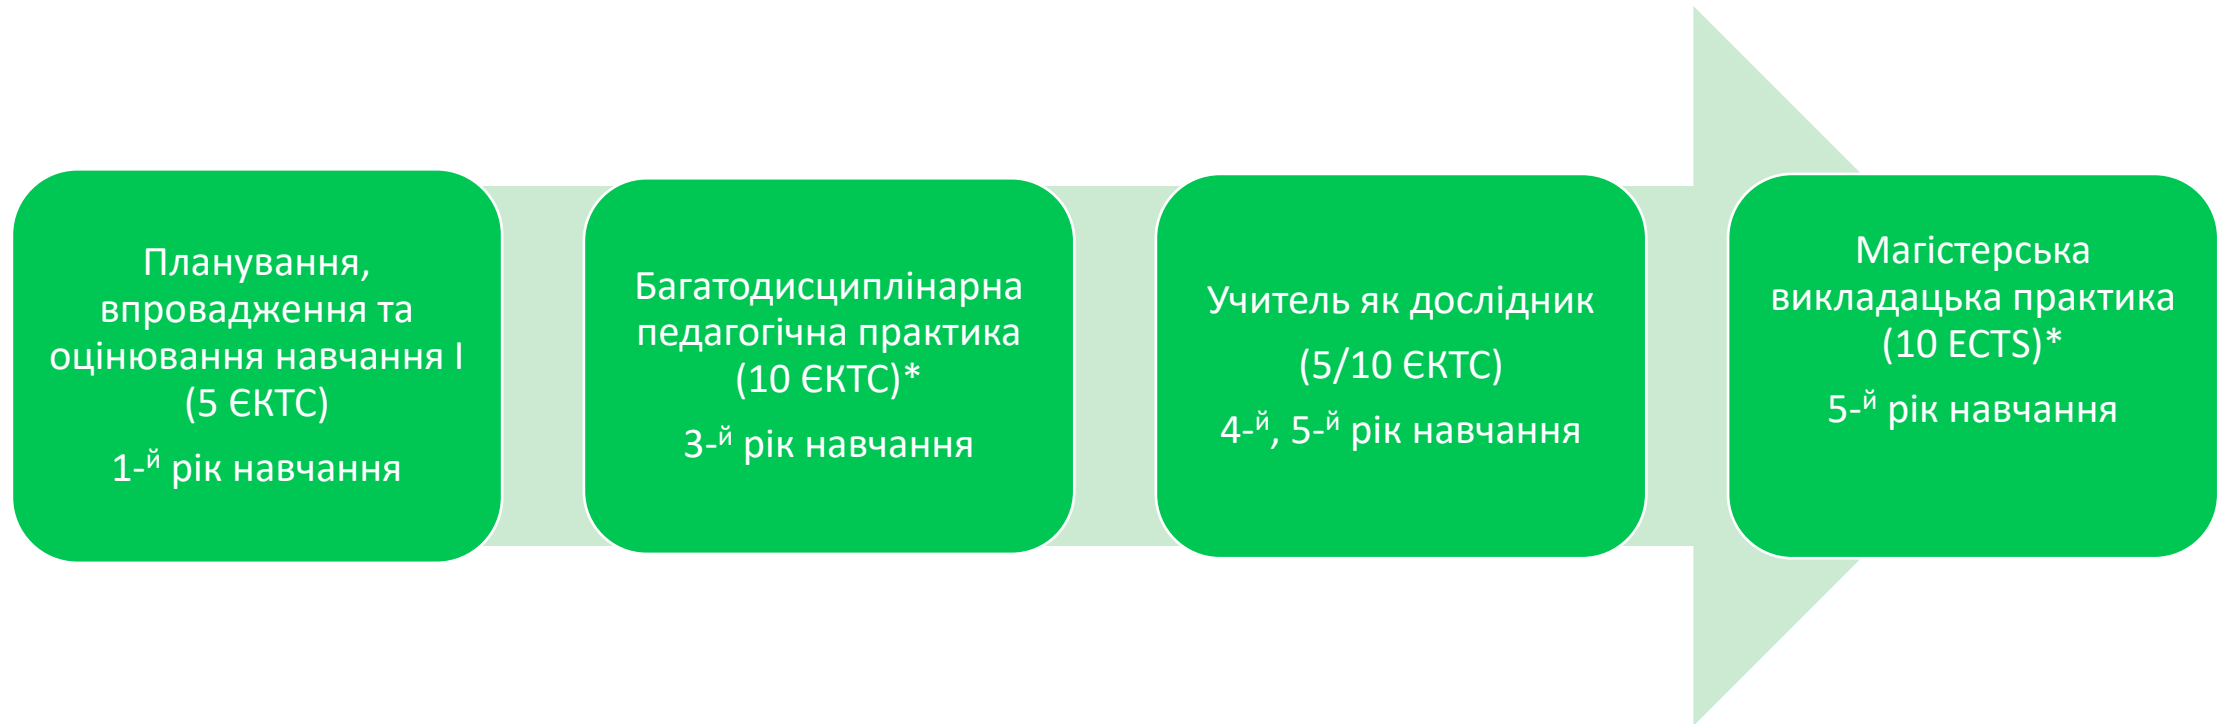 Планування,
впровадження та
оцінювання навчання I
(5 ЄКТС)
1-й рік навчання
Багатодисциплінарна
педагогічна практика
(10 ЄКТС)*
3-й рік навчання
Учитель як дослідник
(5/10 ЄКТС)
4-й, 5-й рік навчання
Магістерська
викладацька практика
(10 ECTS)*
5-й рік навчання